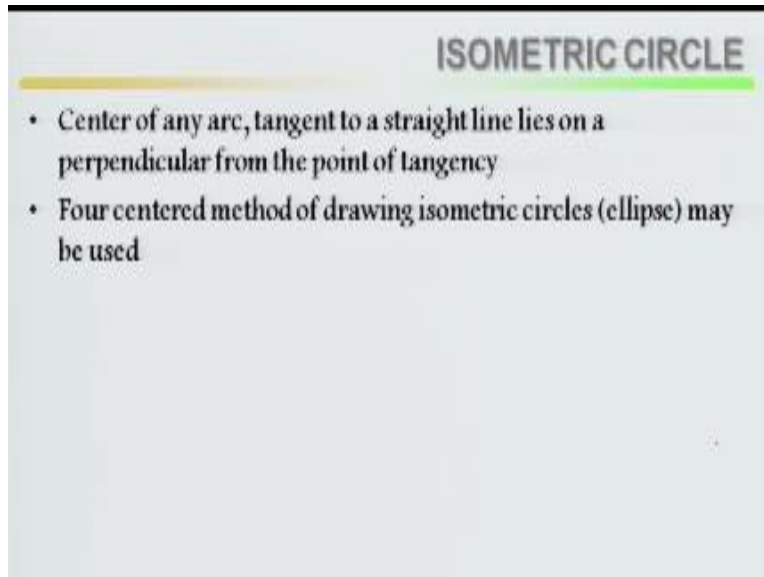 ISOMETRIC CIRCLE
• Center of any arc, tangent to a straight line lies on a
perpendicular from the point of tangency
• Four centered method of drawing isometric circles (ellipse) may
be used